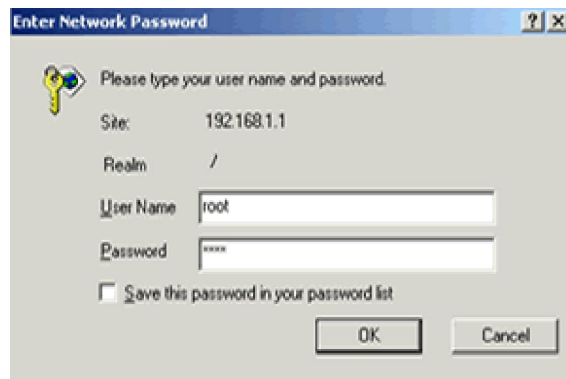 Enter Network Password
Please type your user name and password.
Site: 192.168.1.1
Realm /
User Name root
Password ****
Save this password in your password list
OK Cancel